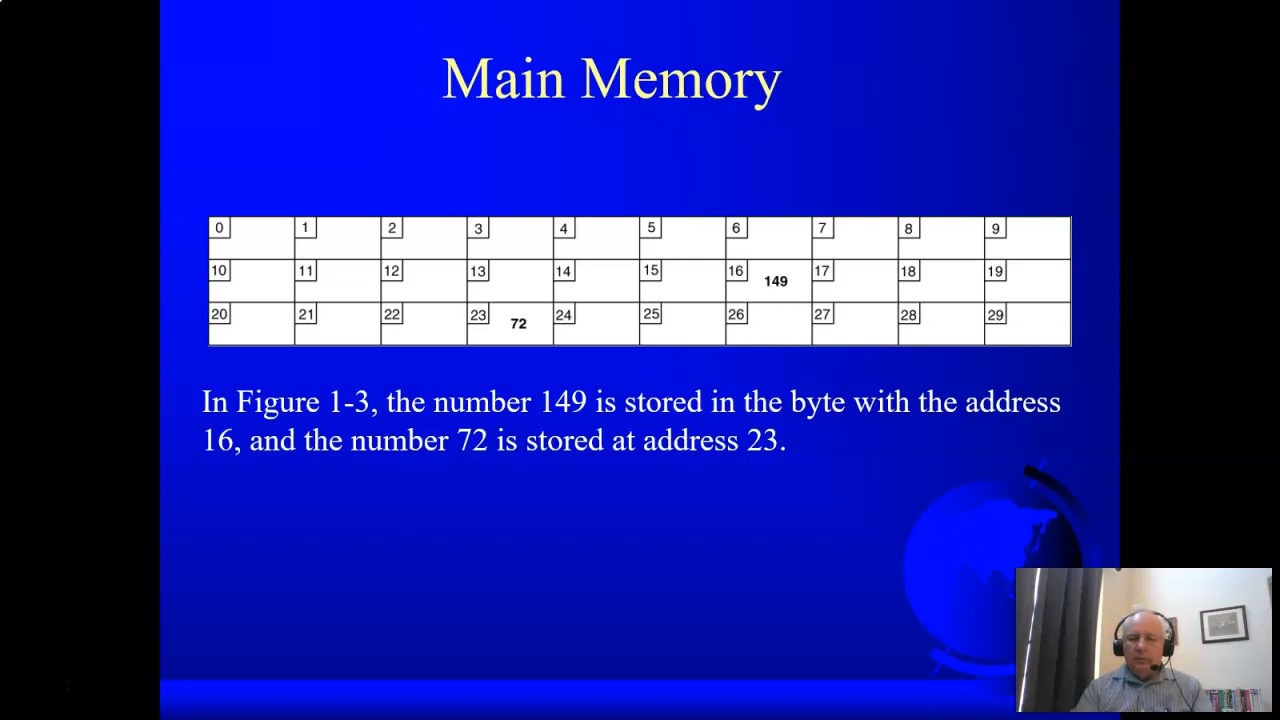 Main Memory
0 1 2 3 4 5 6 7 8 9
10 11 12 13 14 15 16 149 17 18 19
20 21 22 23 72 24 25 26 27 28 29
In Figure 1-3, the number 149 is stored in the byte with the address
16, and the number 72 is stored at address 23.